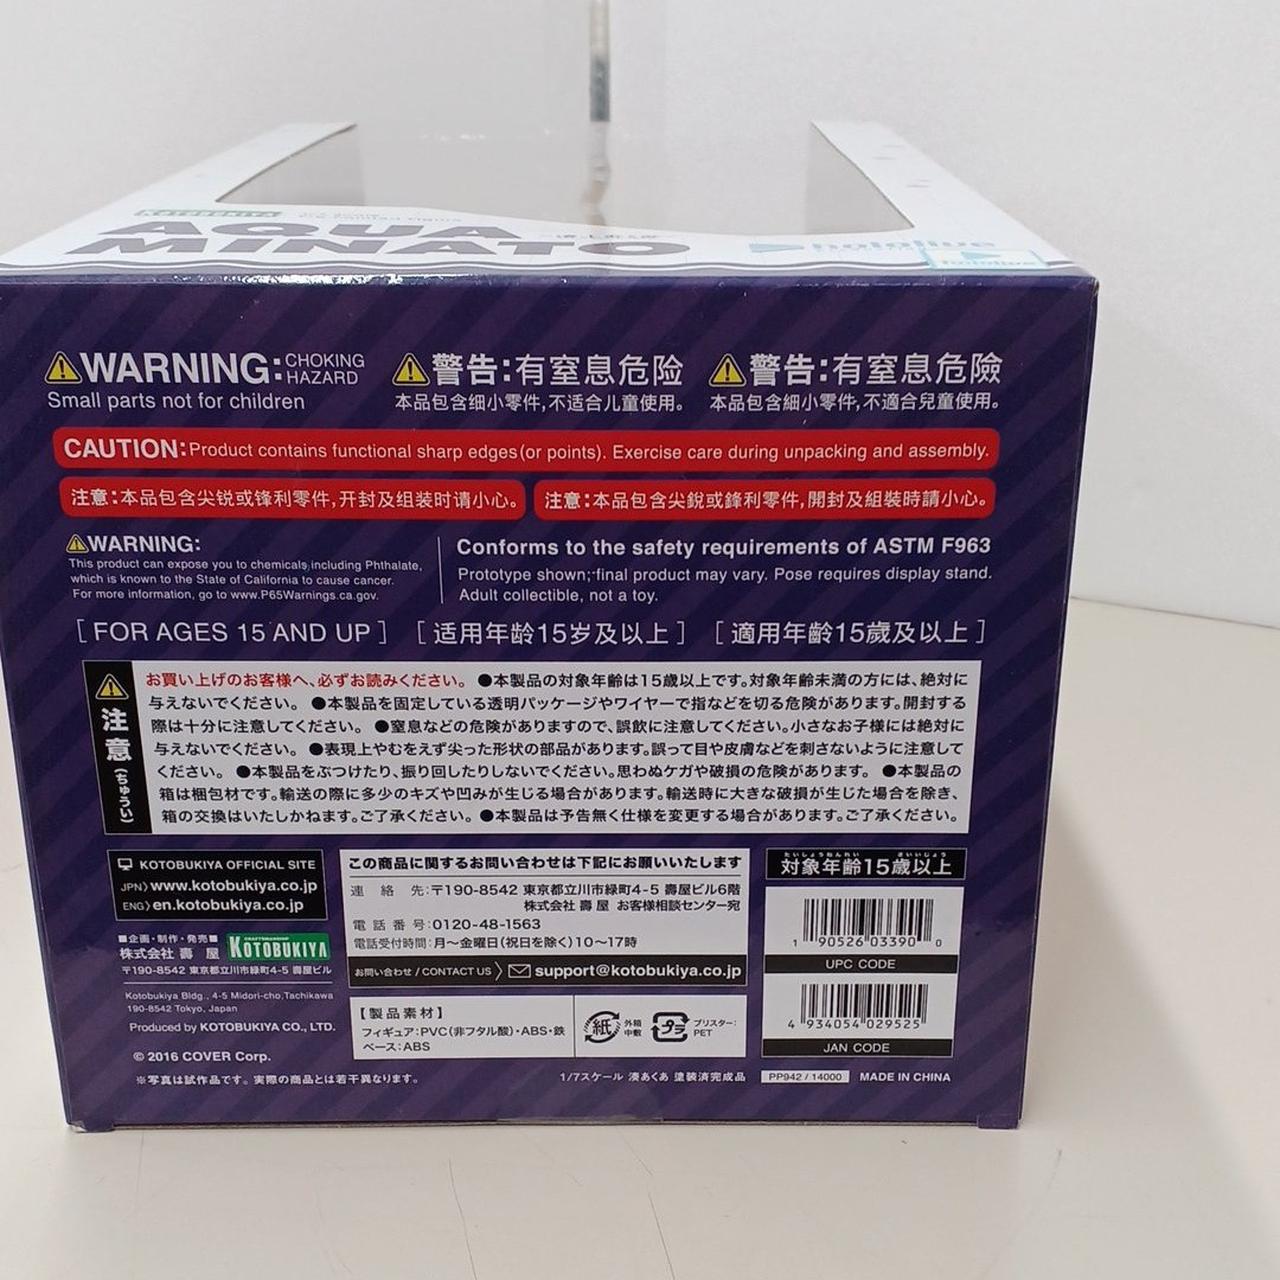 KOTOBUKIYA
AQUA
MINATO
hololive
hololive
⚠WARNING: CHOKING HAZARD
Small parts not for children
⚠警告:有窒息危险
本品包含细小零件,不适合儿童使用。
⚠警告:有窒息危險
本品包含細小零件,不適合兒童使用。
CAUTION: Product contains functional sharp edges (or points). Exercise care during unpacking and assembly.
注意:本品包含尖锐或锋利零件,开封及组装时请小心。
注意:本品包含尖銳或鋒利零件,開封及組裝時請小心。
⚠WARNING:
This product can expose you to chemicals including Phthalate,
which is known to the State of California to cause cancer.
For more information, go to www.P65Warnings.ca.gov.
Conforms to the safety requirements of ASTM F963
Prototype shown; final product may vary. Pose requires display stand.
Adult collectible, not a toy.
[ FOR AGES 15 AND UP ]
[ 适用年龄15岁及以上 ]
[ 適用年齡15歲及以上 ]
注意(ちゅうい)
お買い上げのお客様へ、必ずお読みください。 ●本製品の対象年齢は15歳以上です。対象年齢未満の方には、絶対に
与えないでください。 ●本製品を固定している透明パッケージやワイヤーで指などを切る危険があります。開封する
際は十分に注意してください。 ●窒息などの危険がありますので、誤飲に注意してください。小さなお子様には絶対に
与えないでください。 ●表現上やむをえず尖った形状の部品があります。誤って目や皮膚などを刺さないように注意して
ください。 ●本製品をぶつけたり、振り回したりしないでください。思わぬケガや破損の危険があります。 ●本製品の
箱は梱包材です。輸送の際に多少のキズや凹みが生じる場合があります。輸送時に大きな破損が生じた場合を除き、
箱の交換はいたしかねます。ご了承ください。 ●本製品は予告無く仕様を変更する場合があります。ご了承ください。
KOTOBUKIYA OFFICIAL SITE
JPN〉www.kotobukiya.co.jp
ENG〉en.kotobukiya.co.jp
■企画・制作・発売■
株式会社 壽 屋
CRAFTSMANSHIP
KOTOBUKIYA
〒190-8542 東京都立川市緑町4-5 壽屋ビル
Kotobukiya Bldg., 4-5 Midori-cho,Tachikawa
190-8542 Tokyo, Japan
Produced by KOTOBUKIYA CO., LTD.
© 2016 COVER Corp.
※写真は試作品です。実際の商品とは若干異なります。
この商品に関するお問い合わせは下記にお願いいたします
連 絡 先:〒190-8542 東京都立川市緑町4-5 壽屋ビル6階
株式会社 壽 屋 お客様相談センター宛
電 話 番 号:0120-48-1563
電話受付時間:月〜金曜日(祝日を除く)10〜17時
お問い合わせ / CONTACT US 〉 support@kotobukiya.co.jp
【製品素材】
フィギュア:PVC(非フタル酸)・ABS・鉄
ベース:ABS
紙
外箱
中敷
プラ
ブリスター:
PET
1/7スケール 湊あくあ 塗装済完成品
たいしょうねんれい さいいじょう
対象年齢15歳以上
1 90526 03390 0
UPC CODE
4 934054 029525
JAN CODE
PP942 / 14000
MADE IN CHINA